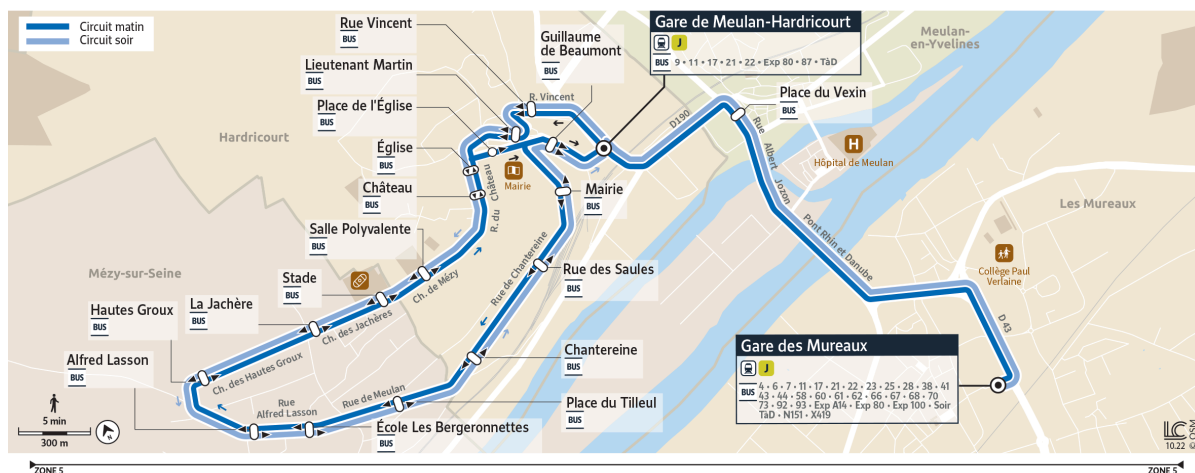 Circuit matin
Circuit soir
Rue Vincent
BUS
Lieutenant Martin
BUS
Place de l'Église
BUS
Église
BUS
Château
BUS
Salle Polyvalente
BUS
Stade
BUS
La Jachère
BUS
Hautes Groux
BUS
Alfred Lasson
BUS
Guillaume
de Beaumont
BUS
Gare de Meulan-Hardricourt
J
BUS 9 • 11 • 17 • 21 • 22 • Exp 80 • 87 • TàD
Meulan-
en-Yvelines
Place du Vexin
BUS
R. Vincent
D190
Rue Albert Jozon
H
Hôpital de Meulan
Hardricourt
Mairie
Mairie
BUS
R. du Château
Les Mureaux
Pont Rhin et Danube
Collège Paul
Verlaine
D 43
Mézy-sur-Seine
Ch. de Mézy
Rue de Chantereine
Rue des Saules
BUS
Ch. des Jachères
Ch. des Hautes Groux
Chantereine
BUS
Rue de Meulan
Rue
Alfred Lasson
Place du Tilleul
BUS
École Les Bergeronnettes
BUS
Gare des Mureaux
J
BUS
4 • 6 • 7 • 11 • 17 • 21 • 22 • 23 • 25 • 28 • 38 • 41
43 • 44 • 58 • 60 • 61 • 62 • 66 • 67 • 68 • 70
73 • 92 • 93 • Exp A14 • Exp 80 • Exp 100 • Soir
TàD • N151 • X419
5 min
300 m
N
LC
10.22 © OSM
ZONE 5
ZONE 5